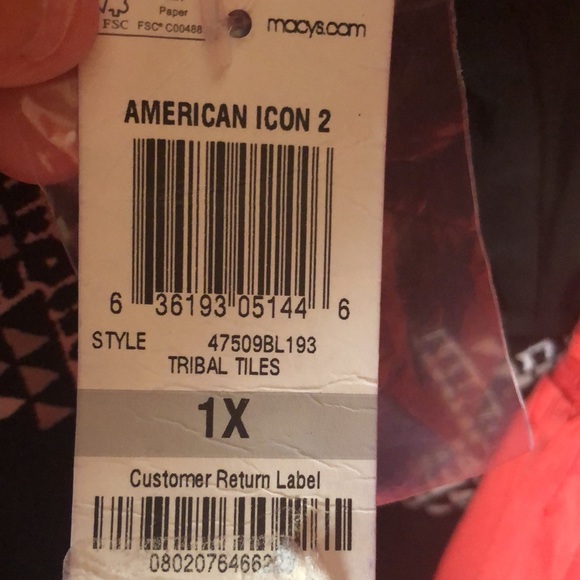 Paper
FSC
FSC® C00488
macys.com
AMERICAN ICON 2
6 36193 05144 6
STYLE 47509BL193
TRIBAL TILES
1X
Customer Return Label